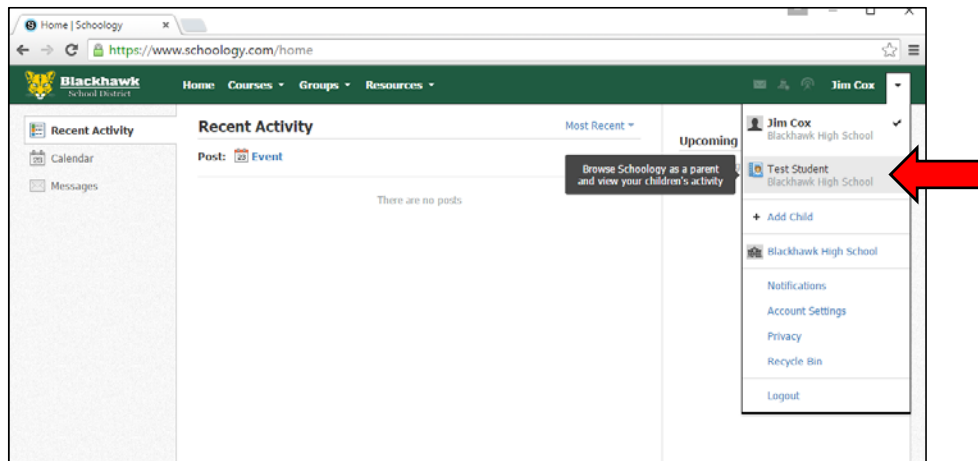 Home | Schoology
https://www.schoology.com/home
Blackhawk
School District
Home Courses Groups Resources
Jim Cox
Recent Activity
Calendar
Messages
Recent Activity
Most Recent
Post: Event
There are no posts
Upcoming
Browse Schoology as a parent
and view your children's activity
Jim Cox
Blackhawk High School
Test Student
Blackhawk High School
+ Add Child
Blackhawk High School
Notifications
Account Settings
Privacy
Recycle Bin
Logout